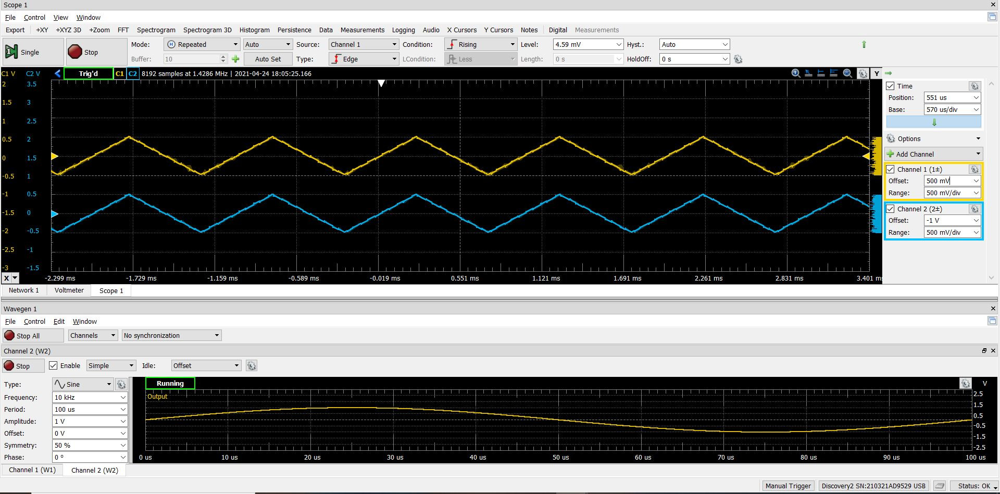 Scope 1
File Control View Window
Export +XY +XYZ 3D +Zoom FFT Spectrogram Spectrogram 3D Histogram Persistence Data Measurements Logging Audio X Cursors Y Cursors Notes Digital Measurements
1 Single Stop Mode: Repeated Auto Source: Channel 1 Condition: Rising Level: 4.59 mV Hyst.: Auto
Buffer: 10 Auto Set Type: Edge LCondition: Less Length: 0 s HoldOff: 0 s
C1 V C2 V Trig'd C1 C2 8192 samples at 1.4286 MHz | 2021-04-24 18:05:25.166 Y
2 3.5
1.5 3
1 2.5
0.5 2
0 1.5
-0.5 1
-1 0.5
-1.5 0
-2 -0.5
-2.5 -1
-3 -1.5
X -2.299 ms -1.729 ms -1.159 ms -0.589 ms -0.019 ms 0.551 ms 1.121 ms 1.691 ms 2.261 ms 2.831 ms 3.401 ms
Time
Position: 551 us
Base: 570 us/div
Options
Add Channel
Channel 1 (1±)
Offset: 500 mV
Range: 500 mV/div
Channel 2 (2±)
Offset: -1 V
Range: 500 mV/div
Network 1 Voltmeter Scope 1
Wavegen 1
File Control Edit Window
Stop All Channels No synchronization
Channel 2 (W2)
Stop Enable Simple Idle: Offset
Type: Sine
Frequency: 10 kHz
Period: 100 us
Amplitude: 1 V
Offset: 0 V
Symmetry: 50 %
Phase: 0 º
Running V
Output 2.5
1.5
0.5
-0.5
-1.5
-2.5
0 us 10 us 20 us 30 us 40 us 50 us 60 us 70 us 80 us 90 us 100 us
Channel 1 (W1) Channel 2 (W2)
Manual Trigger Discovery2 SN:210321AD9529 USB Status: OK